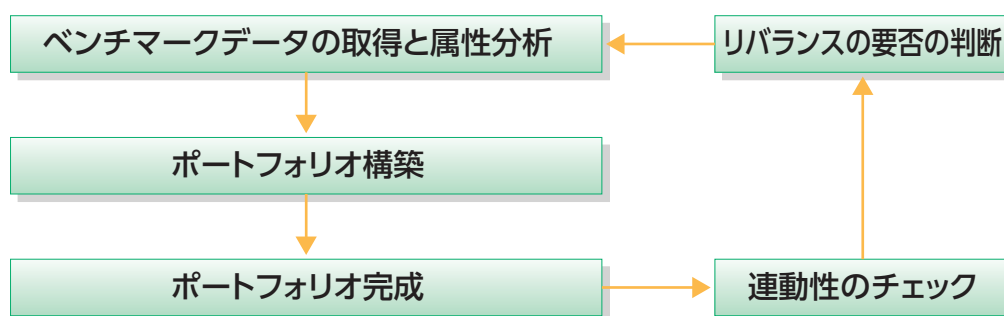 ベンチマークデータの取得と属性分析
リバランスの要否の判断
ポートフォリオ構築
ポートフォリオ完成
連動性のチェック